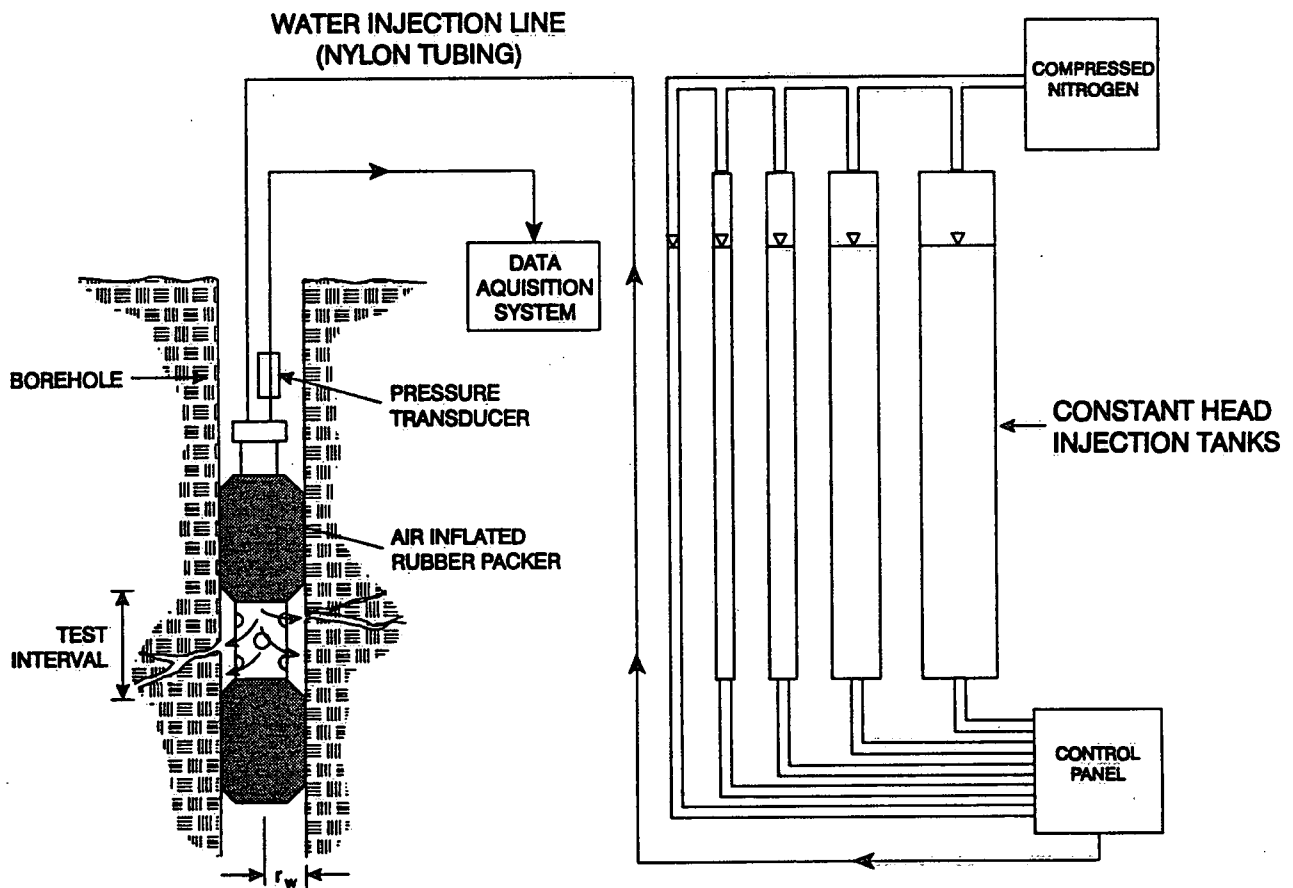 WATER INJECTION LINE
(NYLON TUBING)
COMPRESSED
NITROGEN
DATA
AQUISITION
SYSTEM
BOREHOLE
PRESSURE
TRANSDUCER
CONSTANT HEAD
INJECTION TANKS
AIR INFLATED
RUBBER PACKER
TEST
INTERVAL
CONTROL
PANEL
r_w